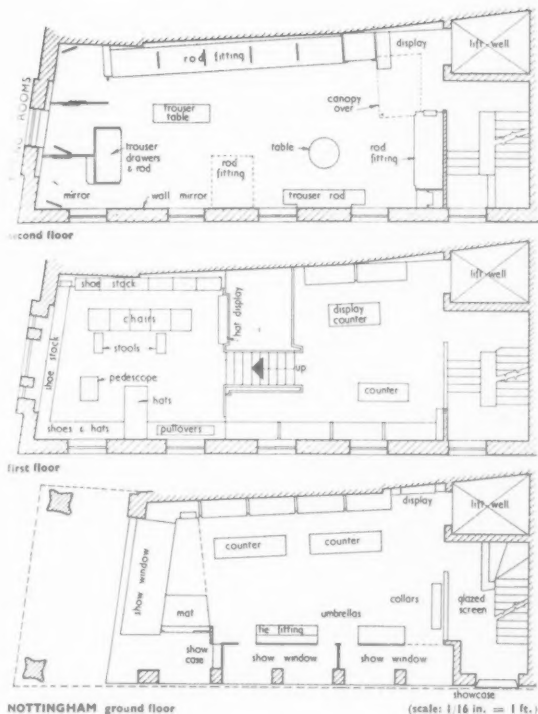 rod fitting
display
lift-well
ROOMS
trouser
table
canopy
over
trouser
drawers
& rod
rod
fitting
table
rod
fitting
mirror
wall mirror
trouser rod
second floor
shoe stack
lift-well
chairs
hat display
display
counter
stools
shoe stack
up
pedescope
hats
counter
shoes & hats
pullovers
first floor
display
lift-well
show window
counter
counter
mat
collars
glazed
screen
umbrellas
tie fitting
show
case
show window
show window
showcase
NOTTINGHAM ground floor
(scale: 1/16 in. = 1 ft.)